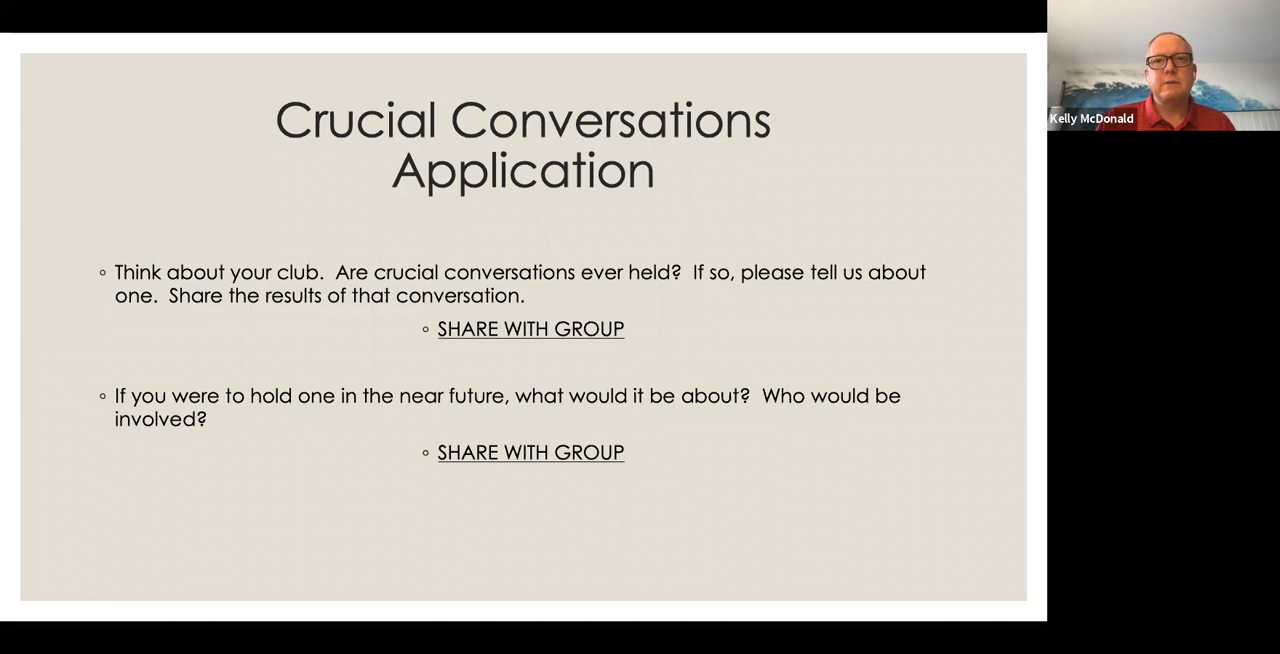 Crucial Conversations
Application
◦ Think about your club.  Are crucial conversations ever held?  If so, please tell us about
one.  Share the results of that conversation.
◦ SHARE WITH GROUP
◦ If you were to hold one in the near future, what would it be about?  Who would be
involved?
◦ SHARE WITH GROUP
Kelly McDonald